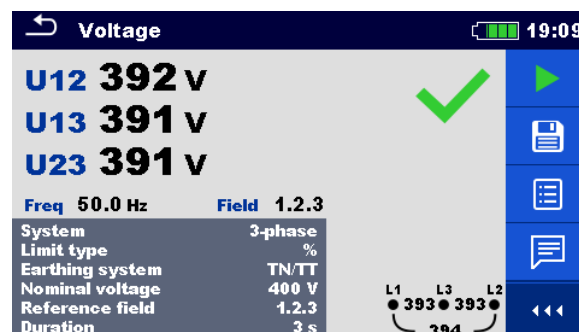 Voltage 19:09
U12 392 V
U13 391 V
U23 391 V
Freq 50.0 Hz Field 1.2.3
System 3-phase
Limit type %
Earthing system TN/TT
Nominal voltage 400 V
Reference field 1.2.3
Duration 3 s
L1 L3 L2
393 393
394